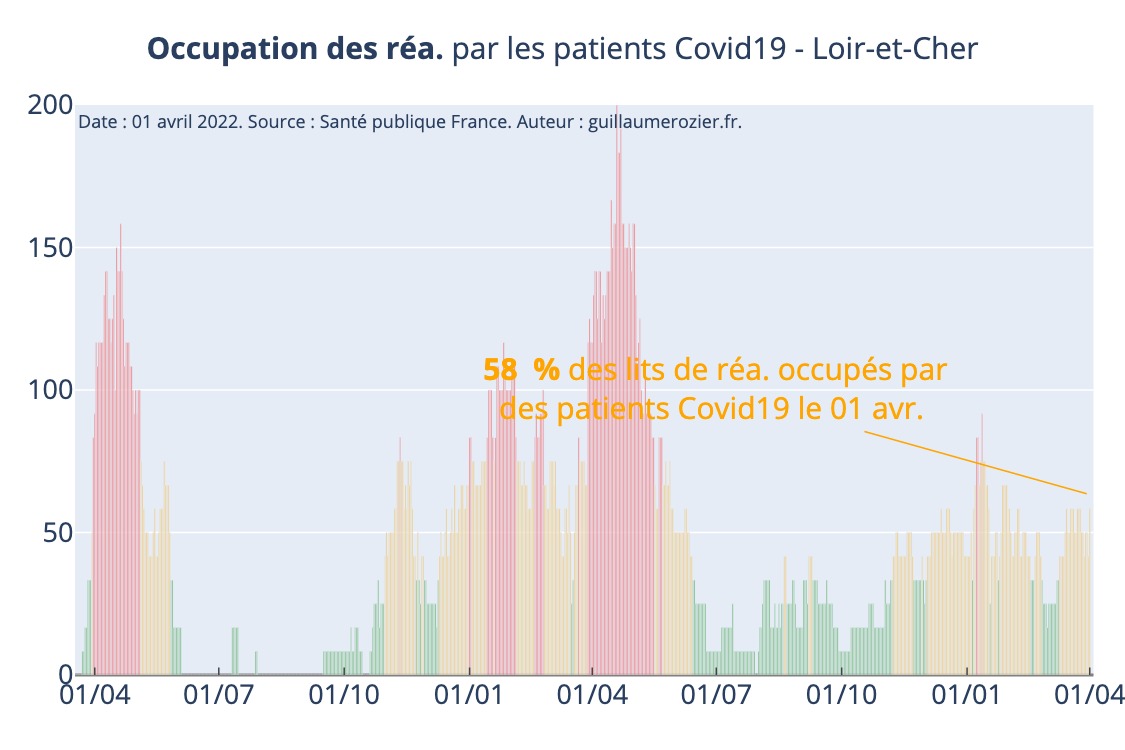 Occupation des réa. par les patients Covid19 - Loir-et-Cher
200
Date : 01 avril 2022. Source : Santé publique France. Auteur : guillaumerozier.fr.
150
58 % des lits de réa. occupés par
100
des patients Covid19 le 01 avr.
50
0
01/04 01/07 01/10 01/01 01/04 01/07 01/10 01/01 01/04